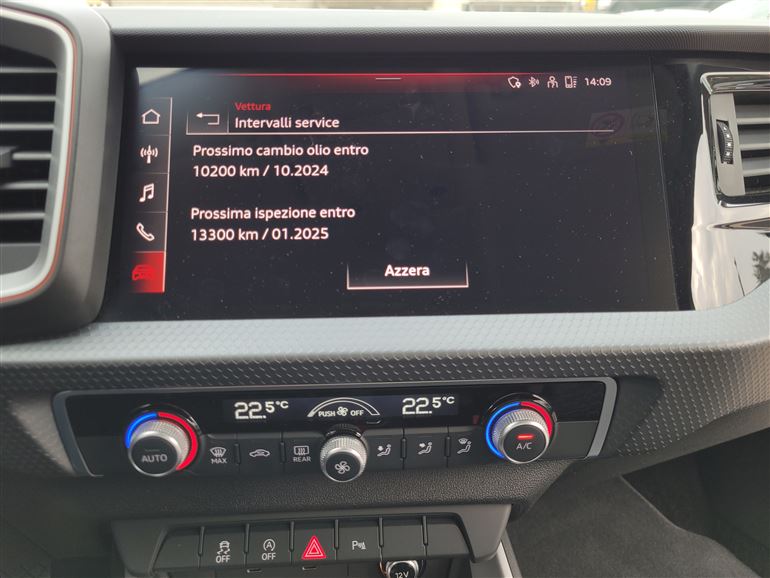 14:09
Vettura
Intervalli service
Prossimo cambio olio entro
10200 km / 10.2024
Prossima ispezione entro
13300 km / 01.2025
Azzera
22.5°C
PUSH OFF
22.5°C
AUTO
MAX
REAR
A/C
OFF
A OFF
P
12V